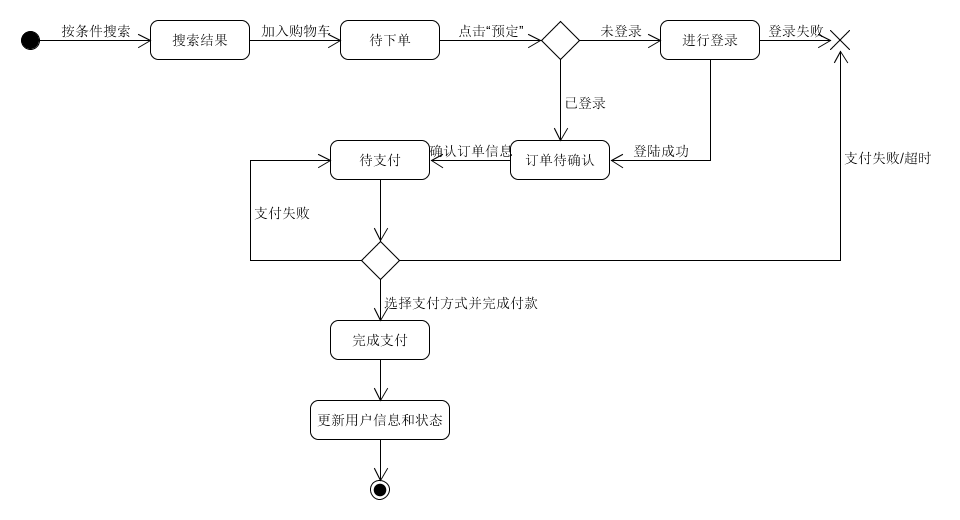 按条件搜索
搜索结果
加入购物车
待下单
点击“预定”
未登录
进行登录
登录失败
已登录
待支付
确认订单信息
订单待确认
登陆成功
支付失败/超时
支付失败
选择支付方式并完成付款
完成支付
更新用户信息和状态